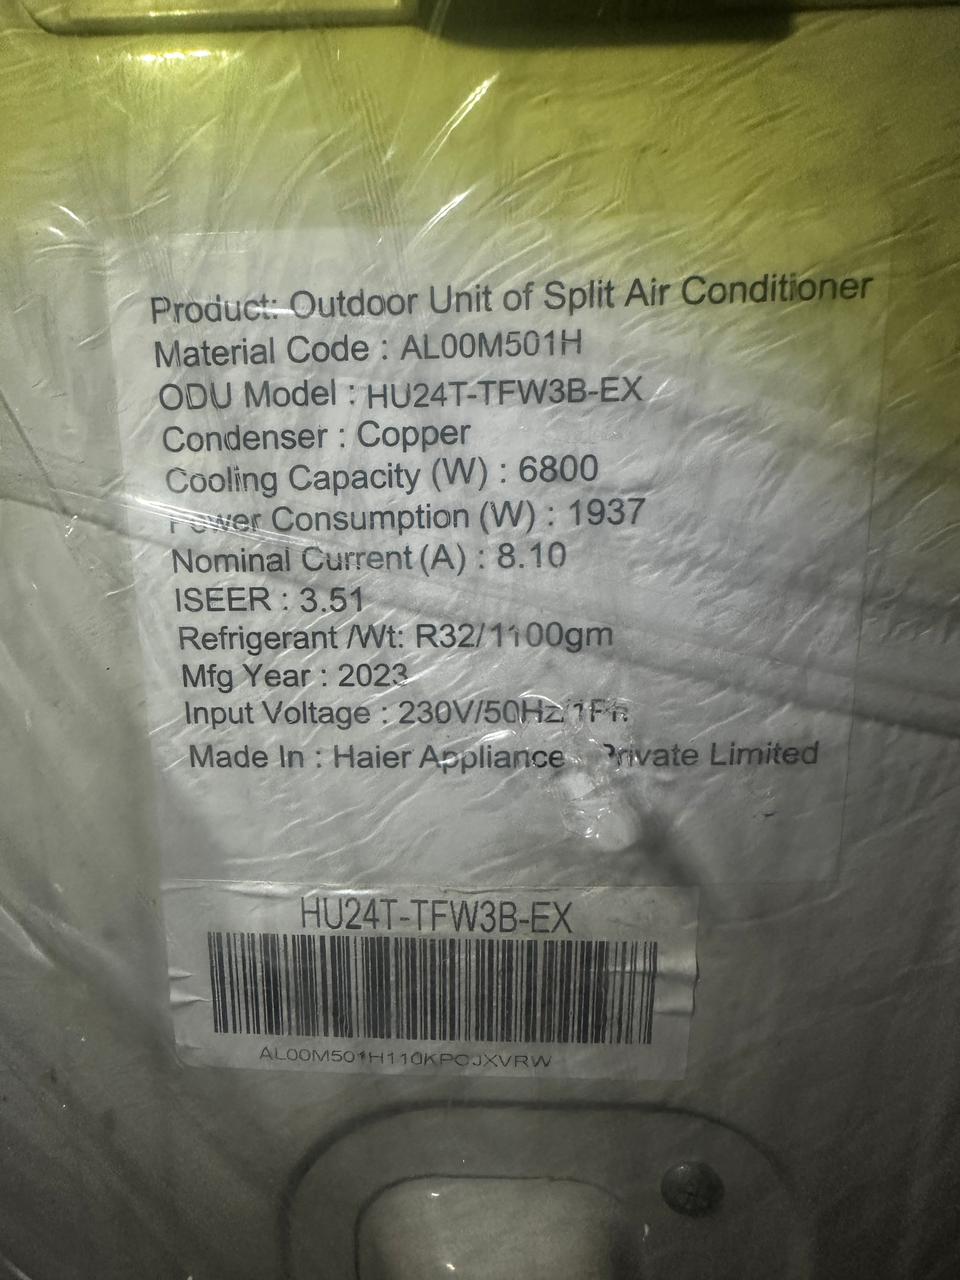 Product: Outdoor Unit of Split Air Conditioner
Material Code : AL00M501H
ODU Model : HU24T-TFW3B-EX
Condenser : Copper
Cooling Capacity (W) : 6800
Power Consumption (W) : 1937
Nominal Current (A) : 8.10
ISEER : 3.51
Refrigerant /Wt: R32/1100gm
Mfg Year : 2023
Input Voltage : 230V/50Hz/1Ph
Made In : Haier Appliance Private Limited
HU24T-TFW3B-EX